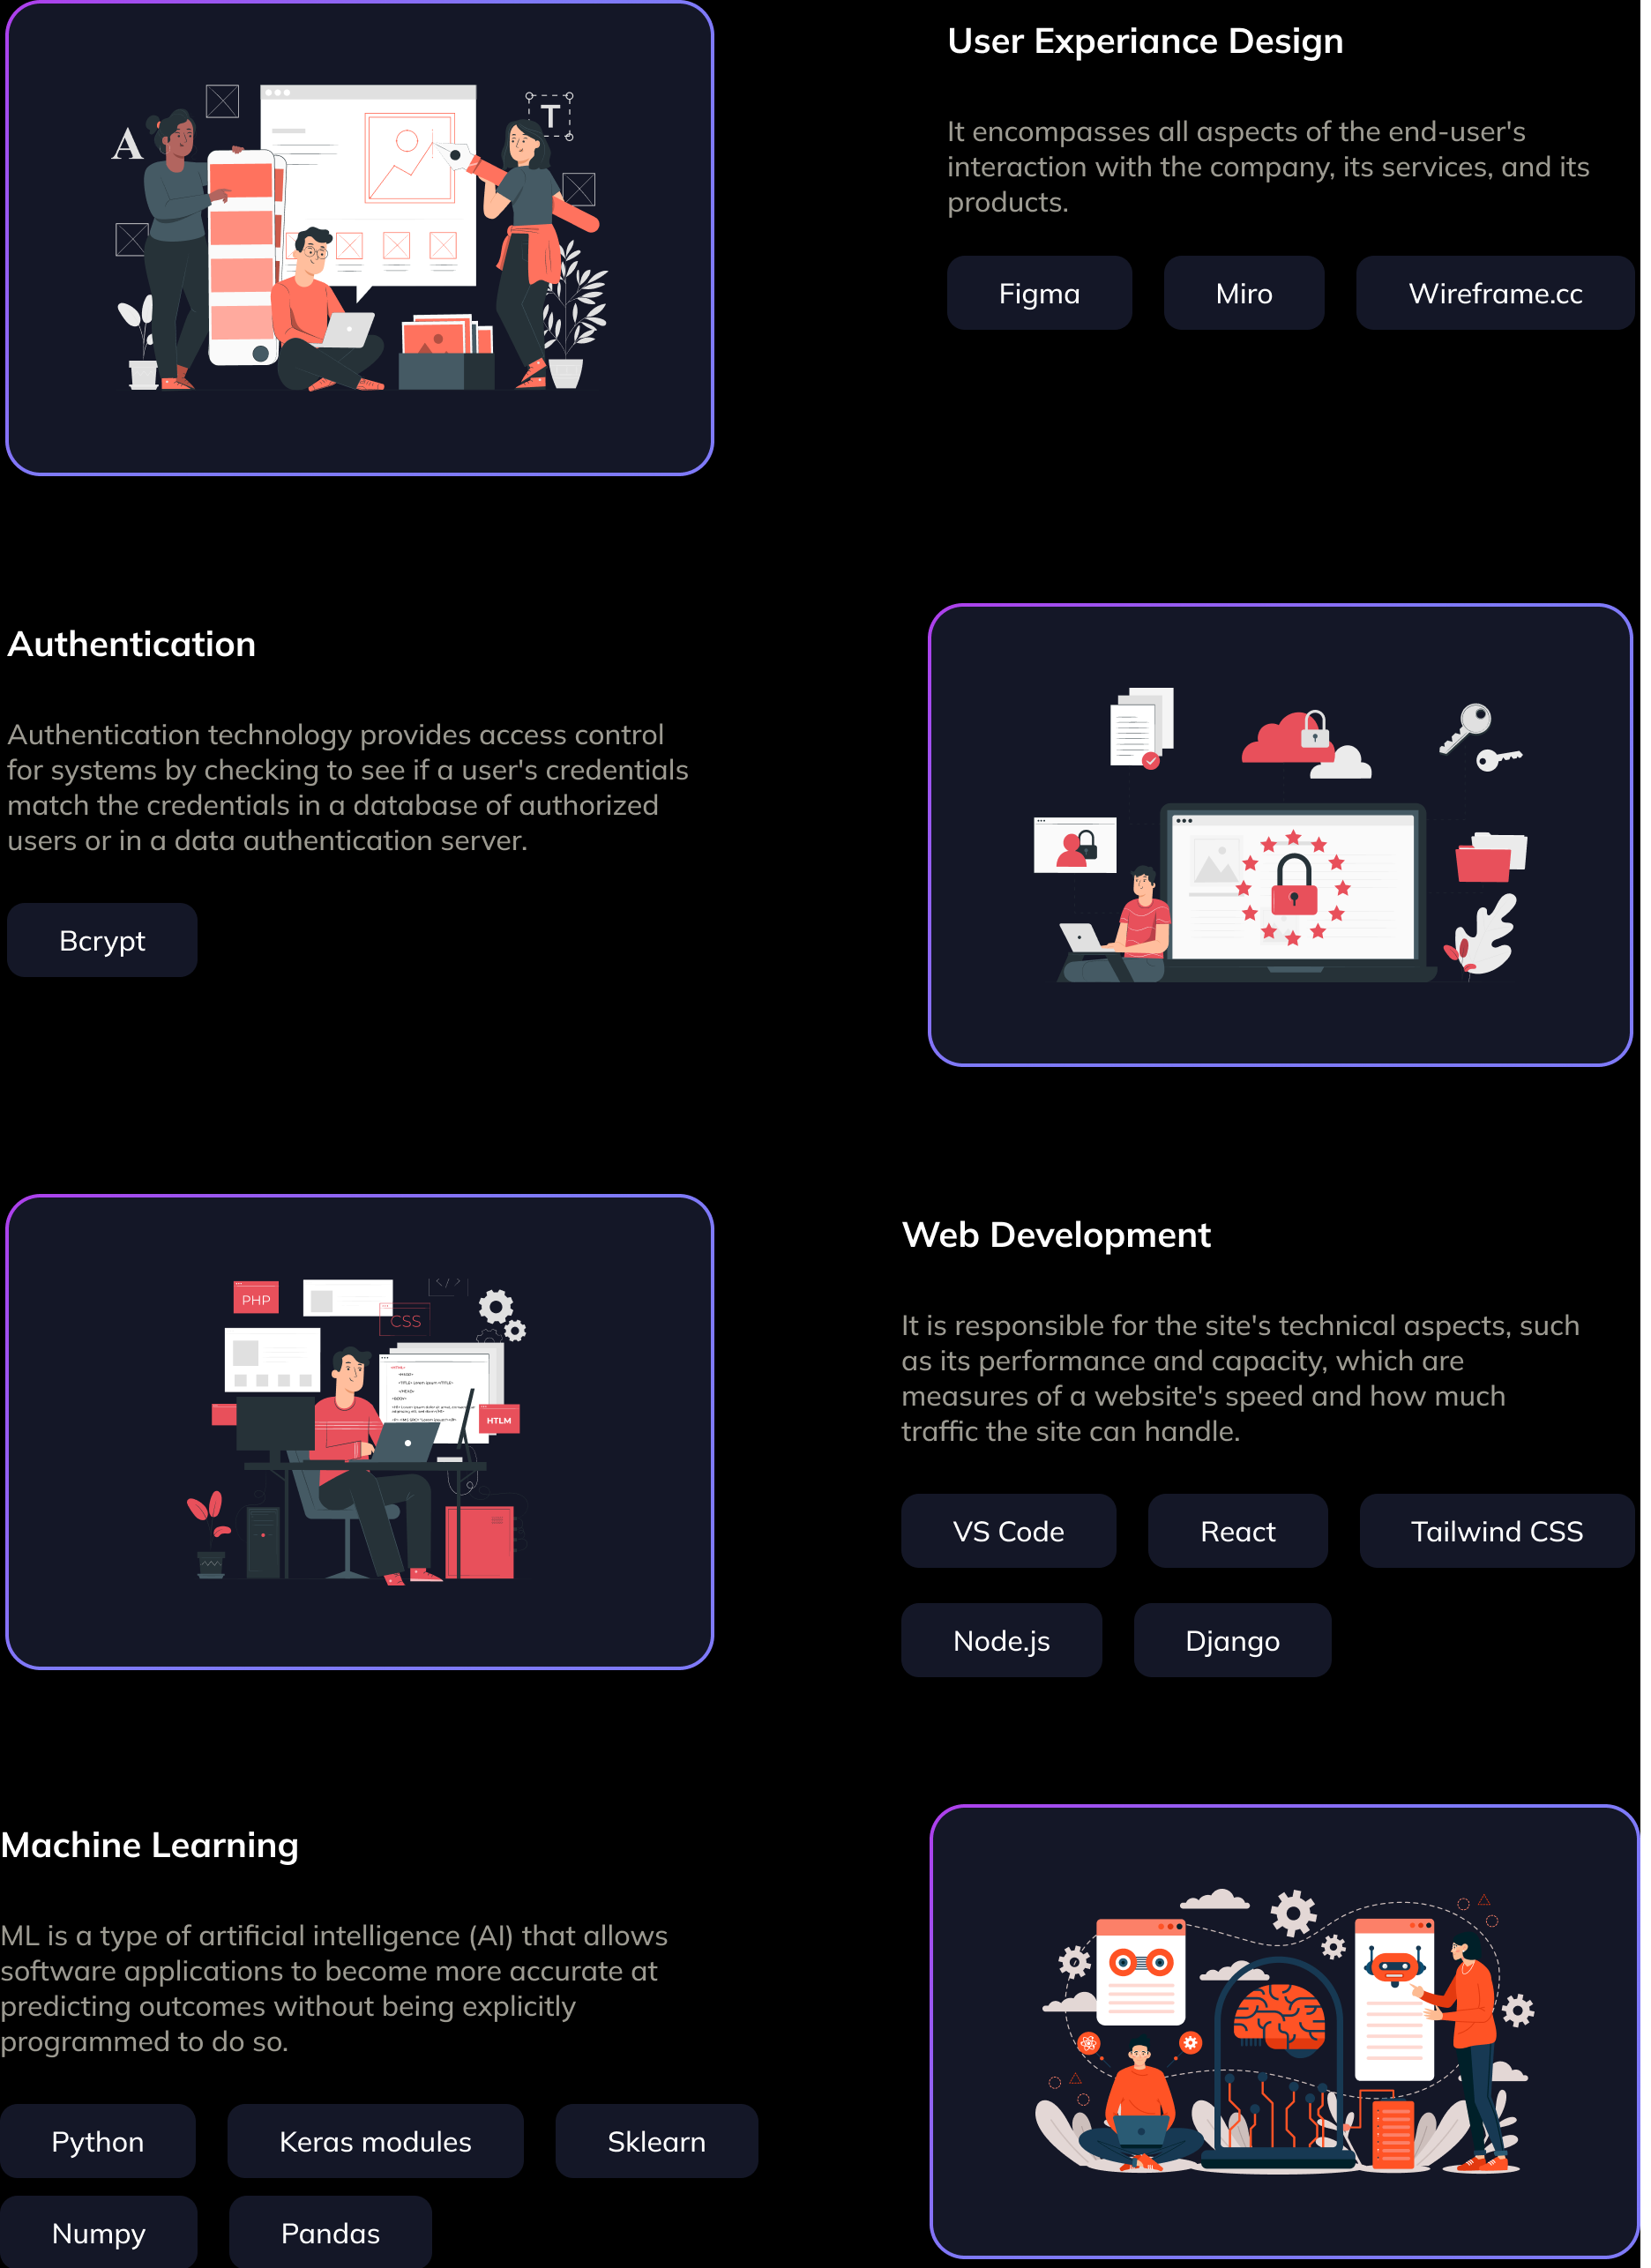 User Experiance Design
A
T
It encompasses all aspects of the end-user's
interaction with the company, its services, and its
products.
Figma
Miro
Wireframe.cc
Authentication
Authentication technology provides access control
for systems by checking to see if a user's credentials
match the credentials in a database of authorized
users or in a data authentication server.
Bcrypt
PHP
CSS
</>
HTLM
Web Development
It is responsible for the site's technical aspects, such
as its performance and capacity, which are
measures of a website's speed and how much
traffic the site can handle.
VS Code
React
Tailwind CSS
Node.js
Django
Machine Learning
ML is a type of artificial intelligence (AI) that allows
software applications to become more accurate at
predicting outcomes without being explicitly
programmed to do so.
Python
Keras modules
Sklearn
Numpy
Pandas